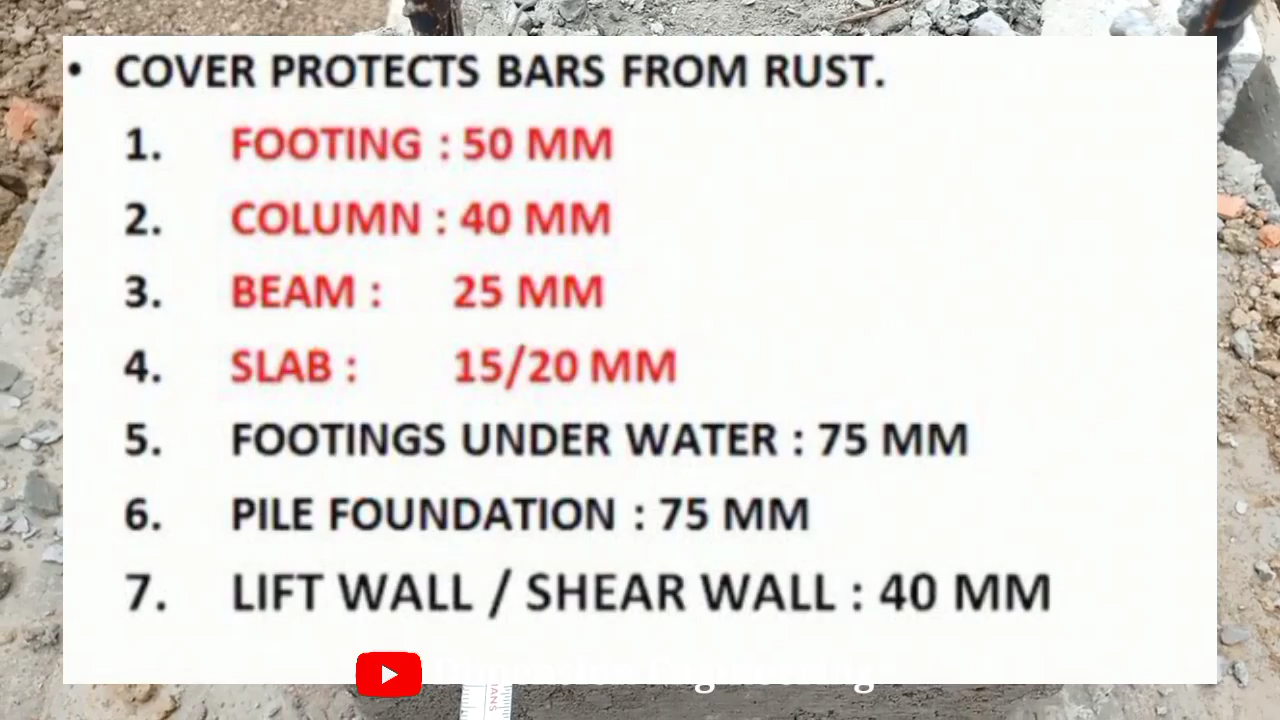 • COVER PROTECTS BARS FROM RUST.
1. FOOTING : 50 MM
2. COLUMN : 40 MM
3. BEAM : 25 MM
4. SLAB : 15/20 MM
5. FOOTINGS UNDER WATER : 75 MM
6. PILE FOUNDATION : 75 MM
7. LIFT WALL / SHEAR WALL : 40 MM